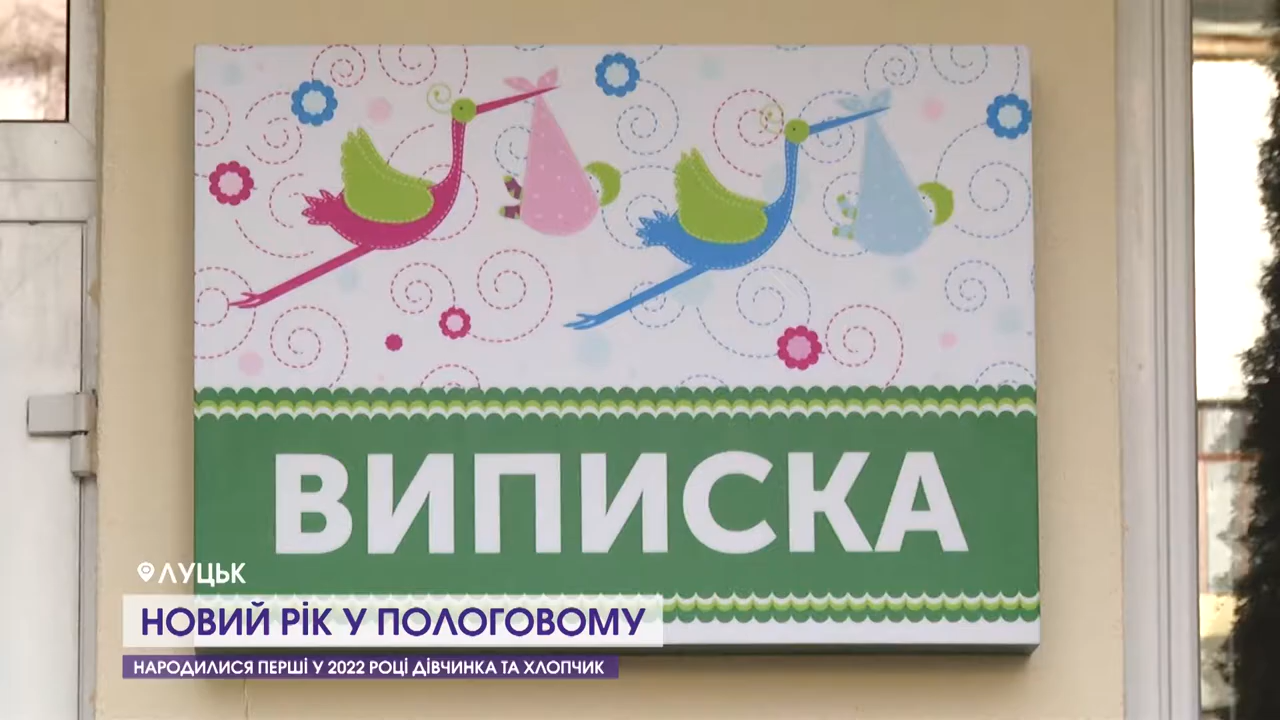 ВИПИСКА
ЛУЦЬК
НОВИЙ РІК У ПОЛОГОВОМУ
НАРОДИЛИСЯ ПЕРШІ У 2022 РОЦІ ДІВЧИНКА ТА ХЛОПЧИК